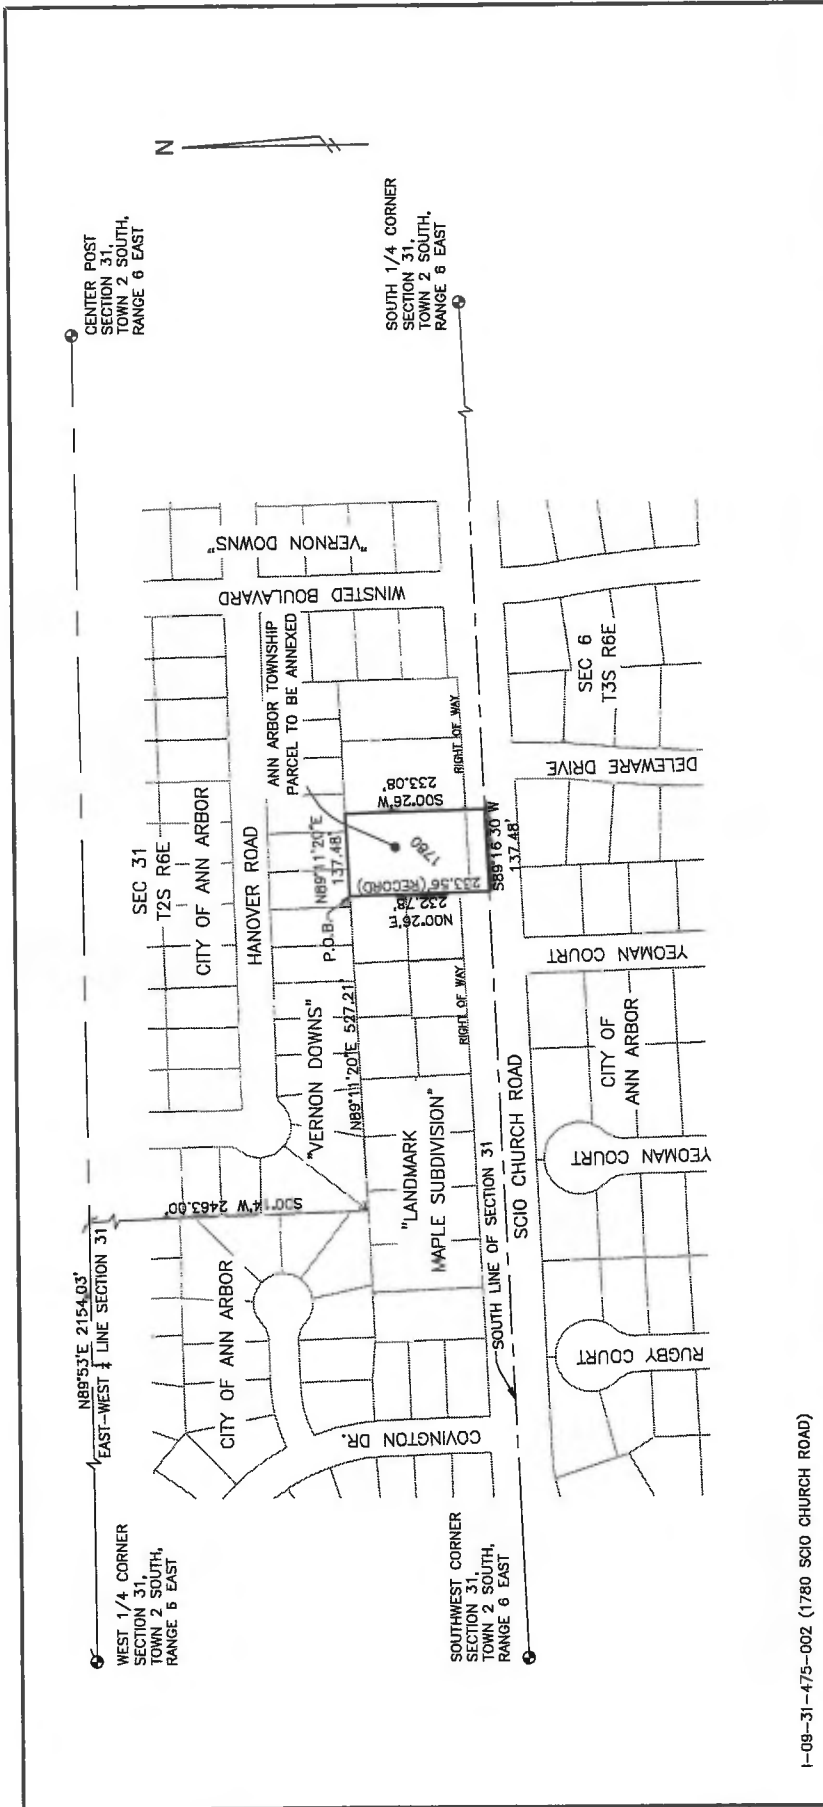 N
CENTER POST
SECTION 31,
TOWN 2 SOUTH,
RANGE 6 EAST
SOUTH 1/4 CORNER
SECTION 31,
TOWN 2 SOUTH,
RANGE 6 EAST
N89°53'E 2154.03'
EAST-WEST ¼ LINE SECTION 31
WEST 1/4 CORNER
SECTION 31,
TOWN 2 SOUTH,
RANGE 6 EAST
SOUTHWEST CORNER
SECTION 31,
TOWN 2 SOUTH,
RANGE 6 EAST
SEC 31
T2S R6E
CITY OF ANN ARBOR
HANOVER ROAD
"VERNON DOWNS"
WINSTED BOULAVARD
ANN ARBOR TOWNSHIP
PARCEL TO BE ANNEXED
N89°11'20"E
137.48'
P.O.B.
1780
S00°26'W
233.08'
233.56'(RECORD)
232.78'
N00°26'E
S89°16'30"W
137.48'
RIGHT OF WAY
RIGHT OF WAY
"VERNON DOWNS"
N89°11'20"E 527.21'
S00°14'W 2463.00'
CITY OF ANN ARBOR
"LANDMARK
MAPLE SUBDIVISION"
COVINGTON DR.
SOUTH LINE OF SECTION 31
SCIO CHURCH ROAD
SEC 6
T3S R6E
DELEWARE DRIVE
YEOMAN COURT
CITY OF
ANN ARBOR
YEOMAN COURT
RUGBY COURT
I-09-31-475-002 (1780 SCIO CHURCH ROAD)